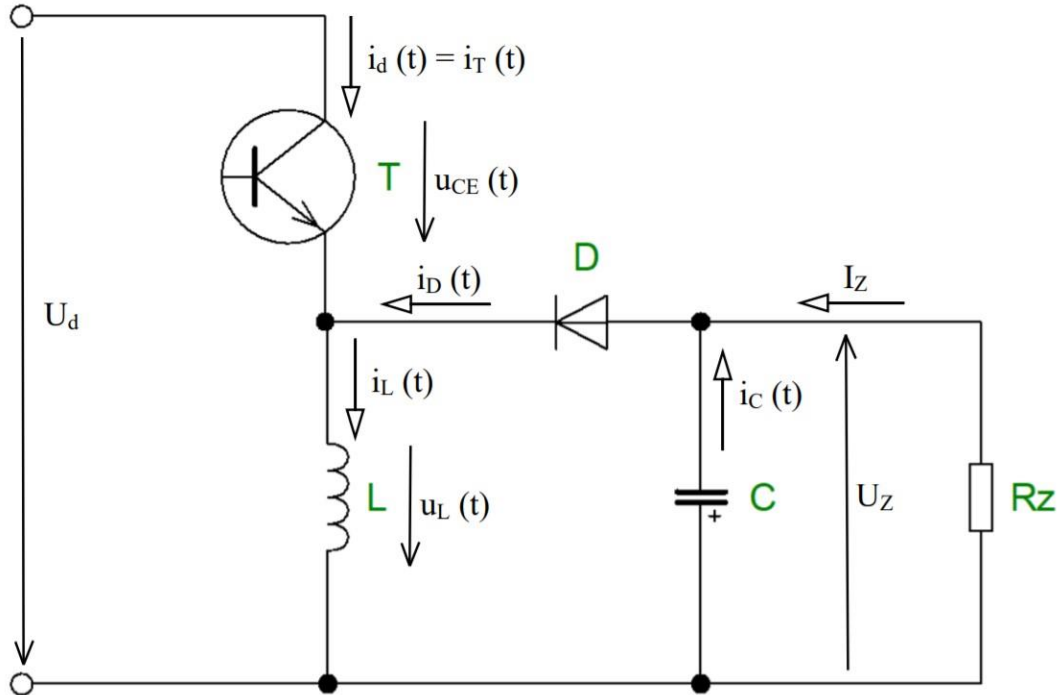 i_d (t) = i_T (t)
T
u_CE (t)
D
i_D (t)
I_Z
U_d
i_L (t)
i_C (t)
L
u_L (t)
C
+
U_Z
Rz